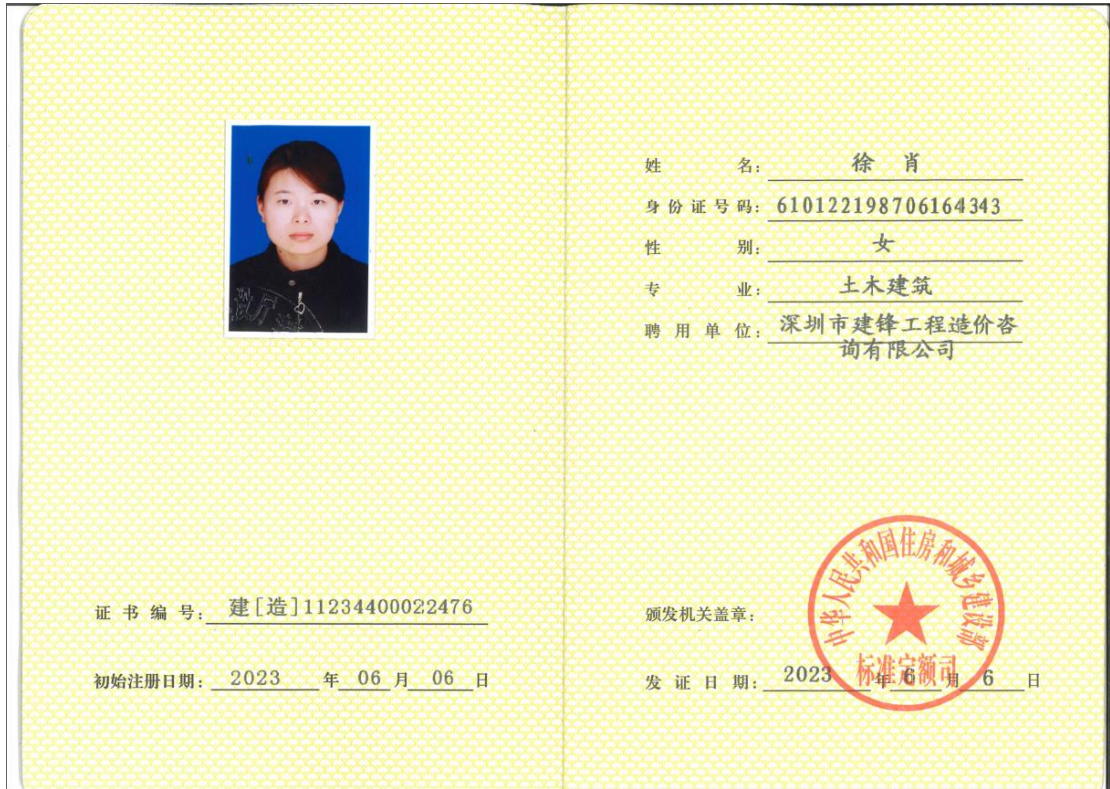 证书编号: 建[造]11234400022476
初始注册日期: 2023 年 06 月 06 日
姓名: 徐肖
身份证号码: 610122198706164343
性别: 女
专业: 土木建筑
聘用单位: 深圳市建锋工程造价咨
询有限公司
颁发机关盖章:
中华人民共和国住房和城乡建设部
标准定额司
发证日期: 2023 年 6 月 6 日